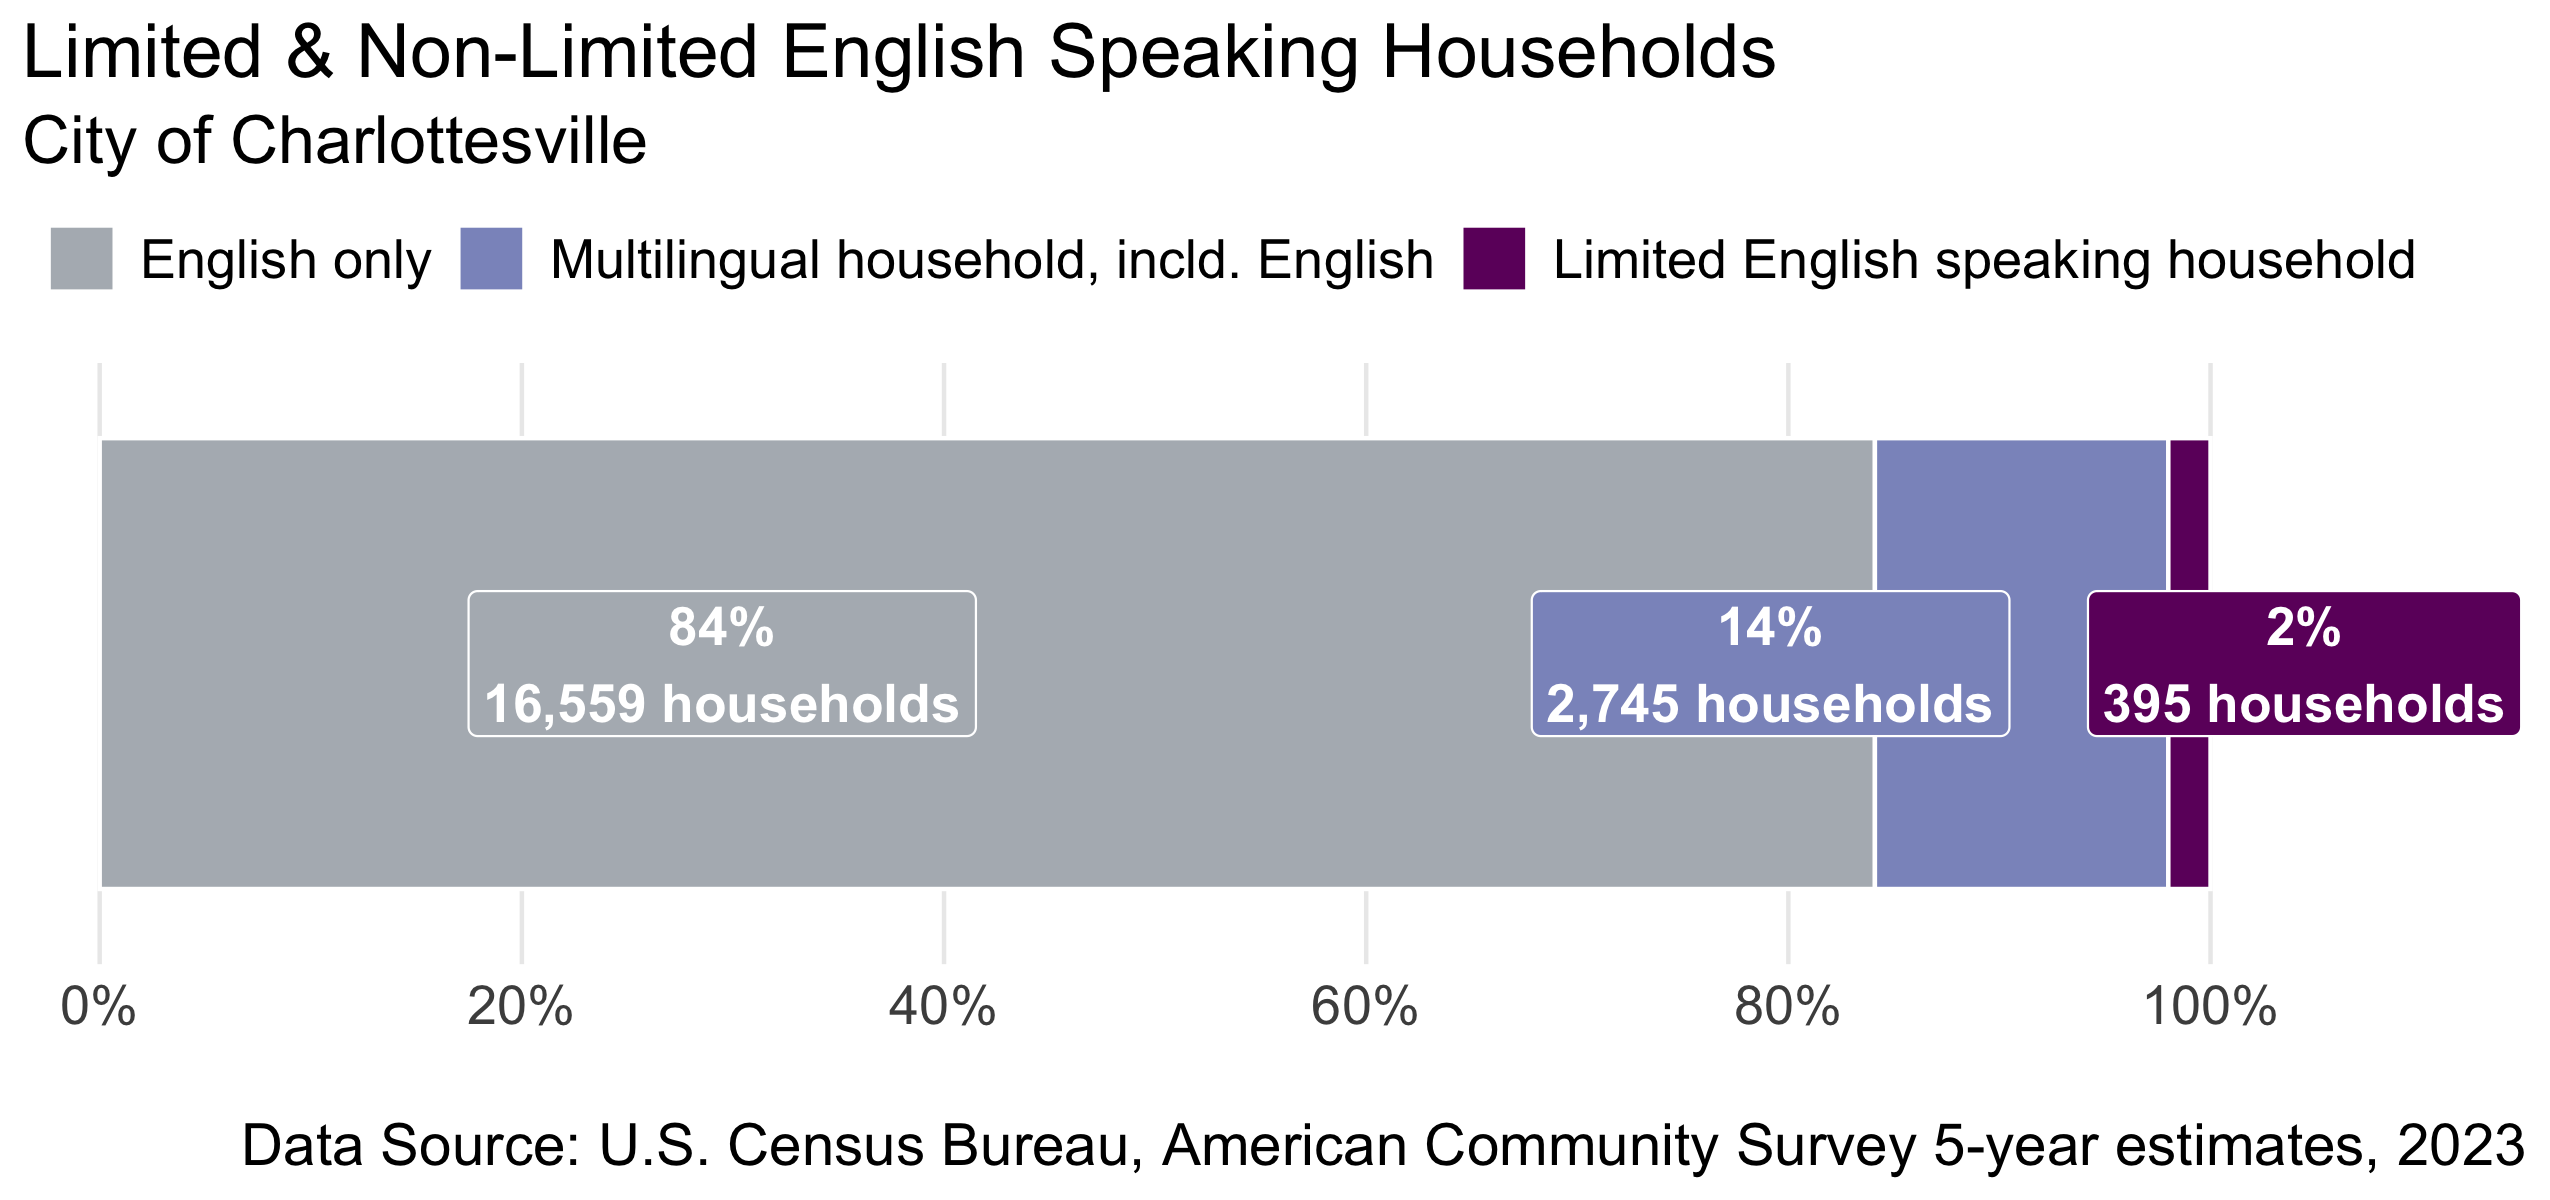 Limited & Non-Limited English Speaking Households
City of Charlottesville
English only Multilingual household, incld. English Limited English speaking household
84%
16,559 households
14%
2,745 households
2%
395 households
0% 20% 40% 60% 80% 100%
Data Source: U.S. Census Bureau, American Community Survey 5-year estimates, 2023